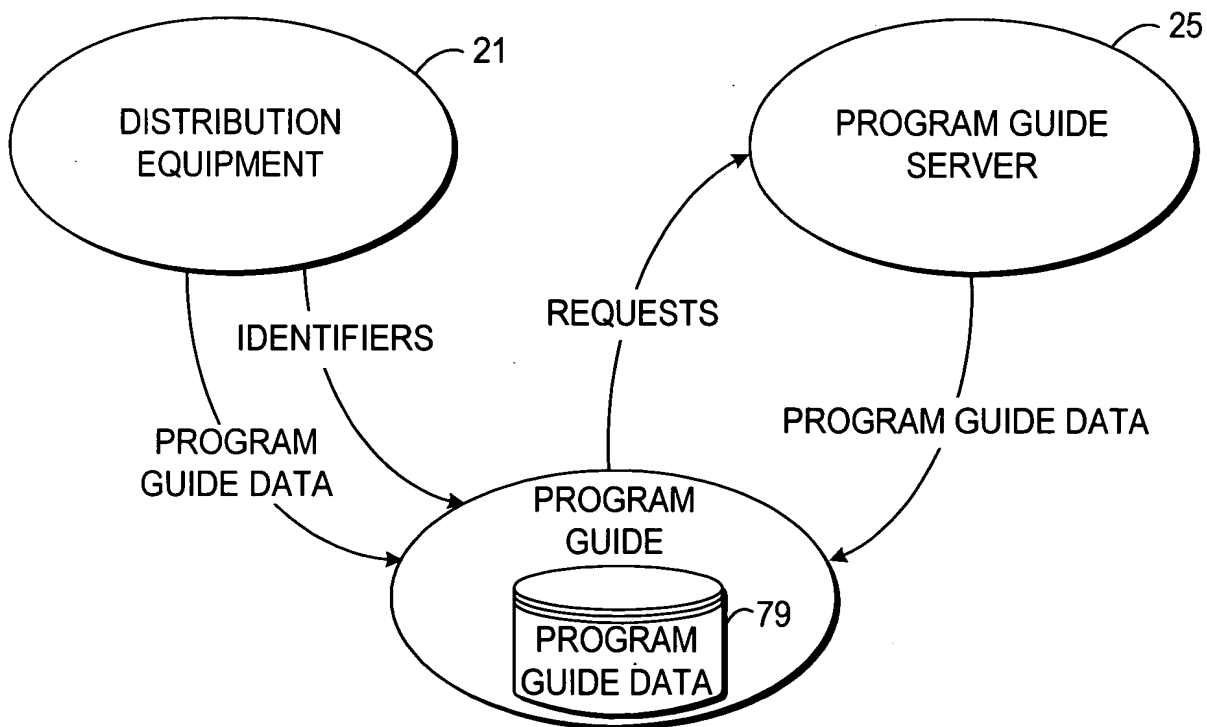 21
DISTRIBUTION
EQUIPMENT
25
PROGRAM GUIDE
SERVER
IDENTIFIERS
REQUESTS
PROGRAM
GUIDE DATA
PROGRAM GUIDE DATA
PROGRAM
GUIDE
79
PROGRAM
GUIDE DATA